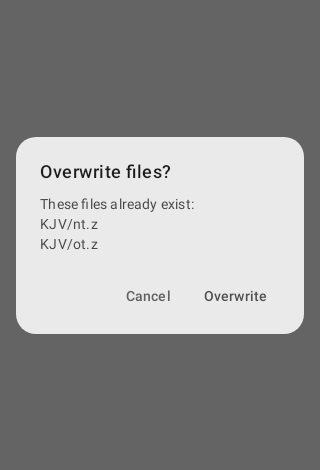 Overwrite files?
These files already exist:
KJV/nt.z
KJV/ot.z
Cancel
Overwrite